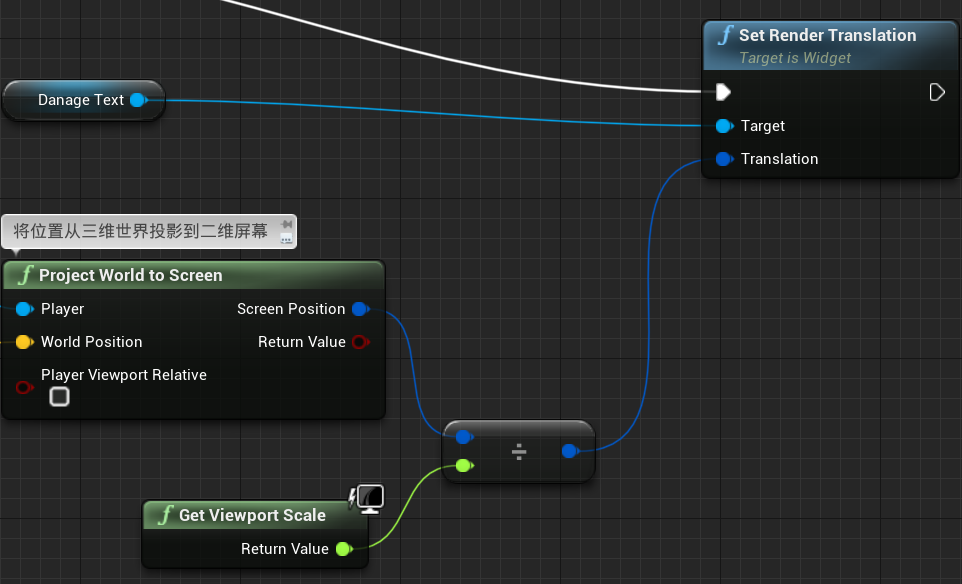 Set Render Translation
Target is Widget
Danage Text
Target
Translation
将位置从三维世界投影到二维屏幕
Project World to Screen
Player
Screen Position
World Position
Return Value
Player Viewport Relative
÷
Get Viewport Scale
Return Value